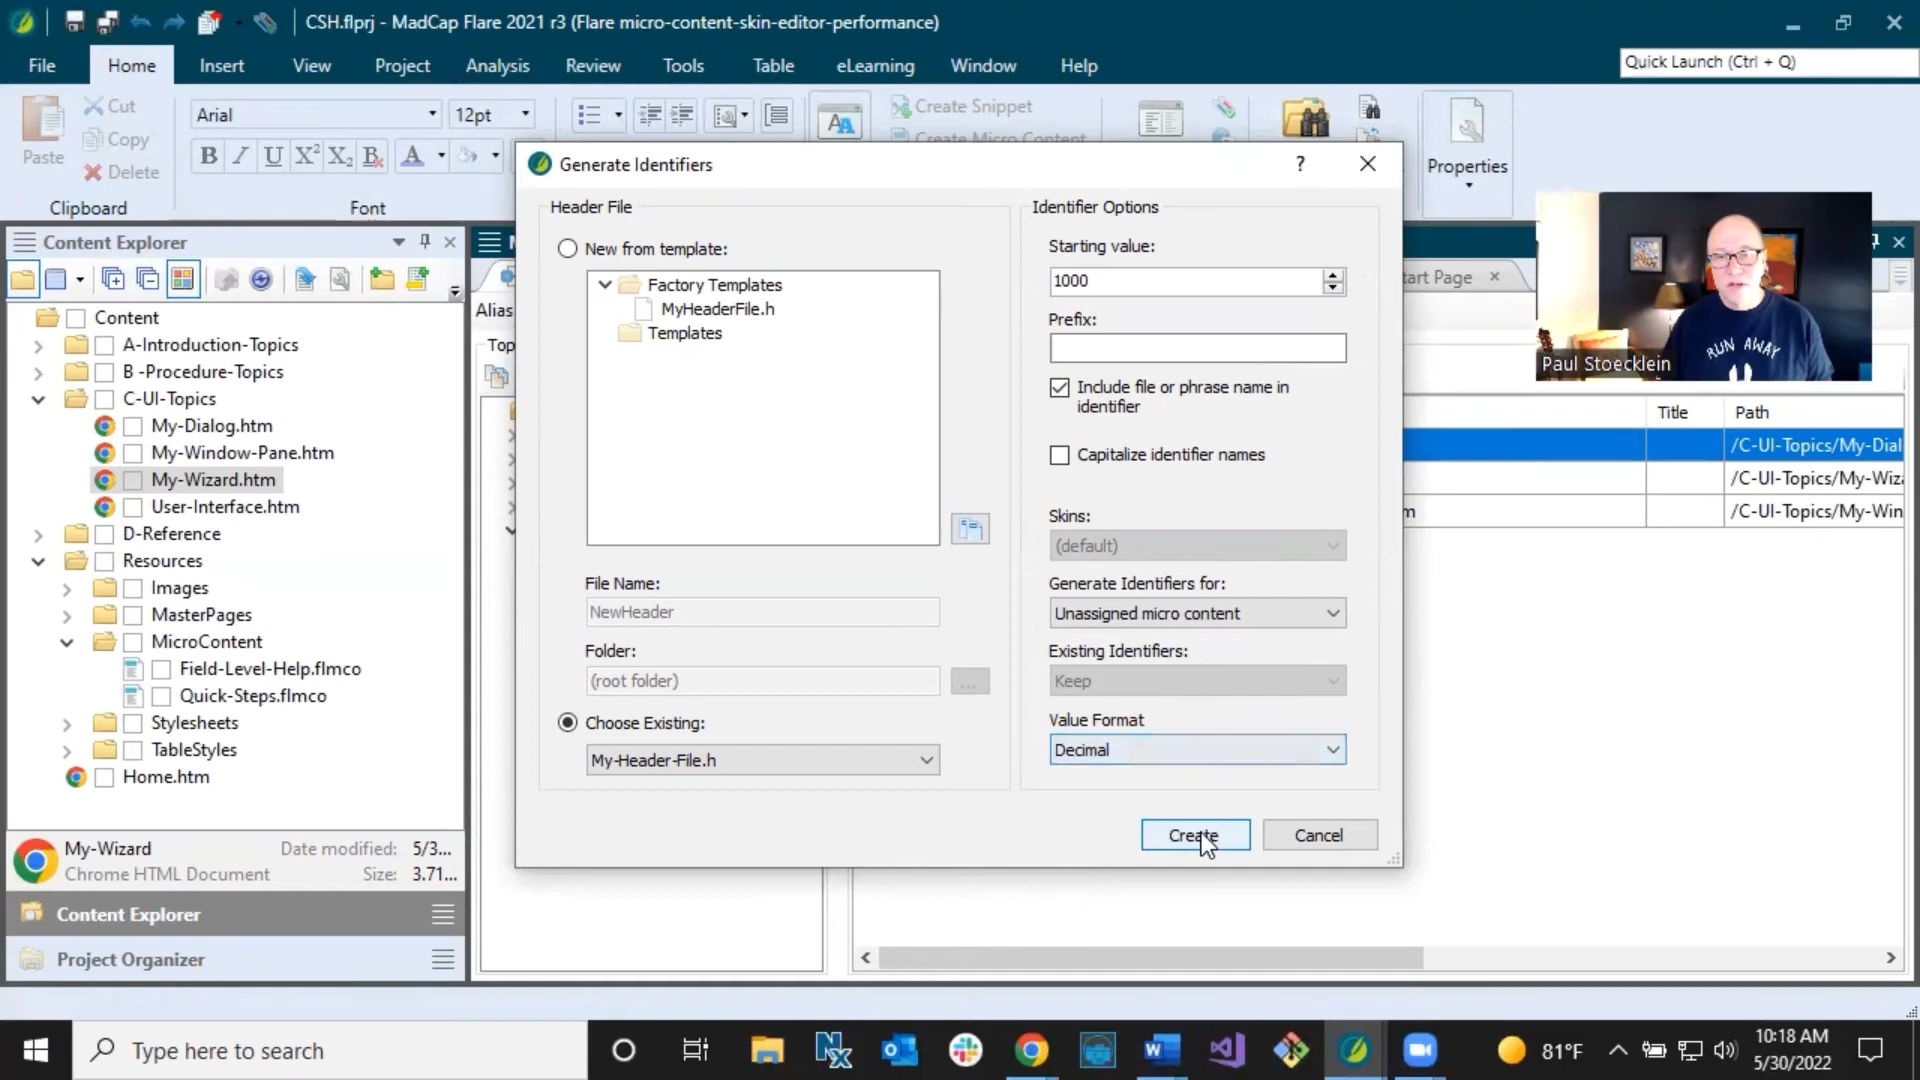 CSH.flprj - MadCap Flare 2021 r3 (Flare micro-content-skin-editor-performance)
File Home Insert View Project Analysis Review Tools Table eLearning Window Help
Quick Launch (Ctrl + Q)
Paste
Cut
Copy
Delete
Clipboard
Arial
12pt
B I U X² X₂ B
A
Font
Create Snippet
Create Micro Content
Properties
Generate Identifiers
?
Content Explorer
Content
A-Introduction-Topics
B -Procedure-Topics
C-UI-Topics
My-Dialog.htm
My-Window-Pane.htm
My-Wizard.htm
User-Interface.htm
D-Reference
Resources
Images
MasterPages
MicroContent
Field-Level-Help.flmco
Quick-Steps.flmco
Stylesheets
TableStyles
Home.htm
My-Wizard
Date modified: 5/3...
Chrome HTML Document
Size: 3.71...
Content Explorer
Project Organizer
Alias
Top
Header File
New from template:
Factory Templates
MyHeaderFile.h
Templates
File Name:
NewHeader
Folder:
(root folder)
...
Choose Existing:
My-Header-File.h
Identifier Options
Starting value:
1000
Prefix:
Include file or phrase name in
identifier
Capitalize identifier names
Skins:
(default)
Generate Identifiers for:
Unassigned micro content
Existing Identifiers:
Keep
Value Format
Decimal
Create
Cancel
tart Page
RUN AWAY
Paul Stoecklein
Title
Path
/C-UI-Topics/My-Dial
/C-UI-Topics/My-Wiz
m
/C-UI-Topics/My-Win
Type here to search
81°F
10:18 AM
5/30/2022